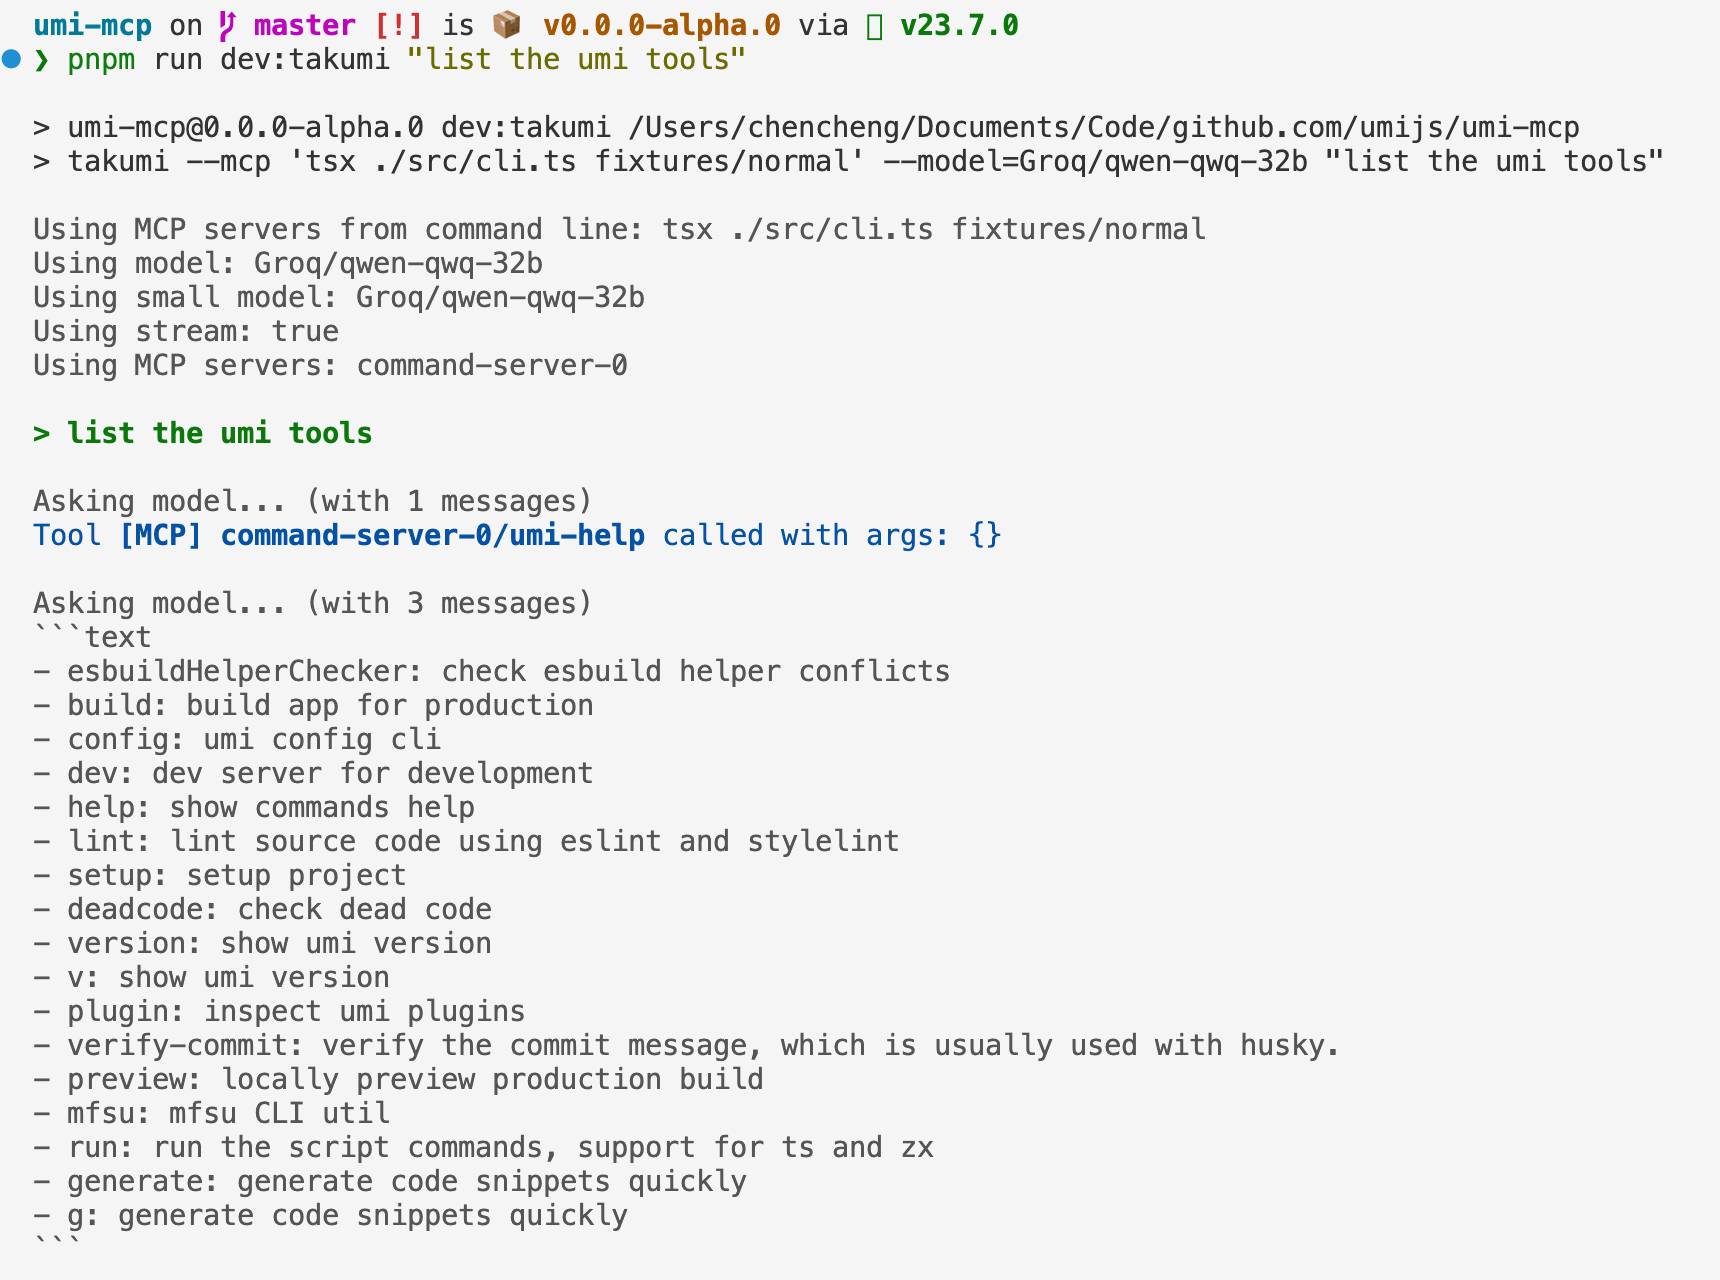 umi-mcp on master [!] is 📦 v0.0.0-alpha.0 via v23.7.0
❯ pnpm run dev:takumi "list the umi tools"
> umi-mcp@0.0.0-alpha.0 dev:takumi /Users/chencheng/Documents/Code/github.com/umijs/umi-mcp
> takumi --mcp 'tsx ./src/cli.ts fixtures/normal' --model=Groq/qwen-qwq-32b "list the umi tools"
Using MCP servers from command line: tsx ./src/cli.ts fixtures/normal
Using model: Groq/qwen-qwq-32b
Using small model: Groq/qwen-qwq-32b
Using stream: true
Using MCP servers: command-server-0
> list the umi tools
Asking model... (with 1 messages)
Tool [MCP] command-server-0/umi-help called with args: {}
Asking model... (with 3 messages)
```text
- esbuildHelperChecker: check esbuild helper conflicts
- build: build app for production
- config: umi config cli
- dev: dev server for development
- help: show commands help
- lint: lint source code using eslint and stylelint
- setup: setup project
- deadcode: check dead code
- version: show umi version
- v: show umi version
- plugin: inspect umi plugins
- verify-commit: verify the commit message, which is usually used with husky.
- preview: locally preview production build
- mfsu: mfsu CLI util
- run: run the script commands, support for ts and zx
- generate: generate code snippets quickly
- g: generate code snippets quickly
```